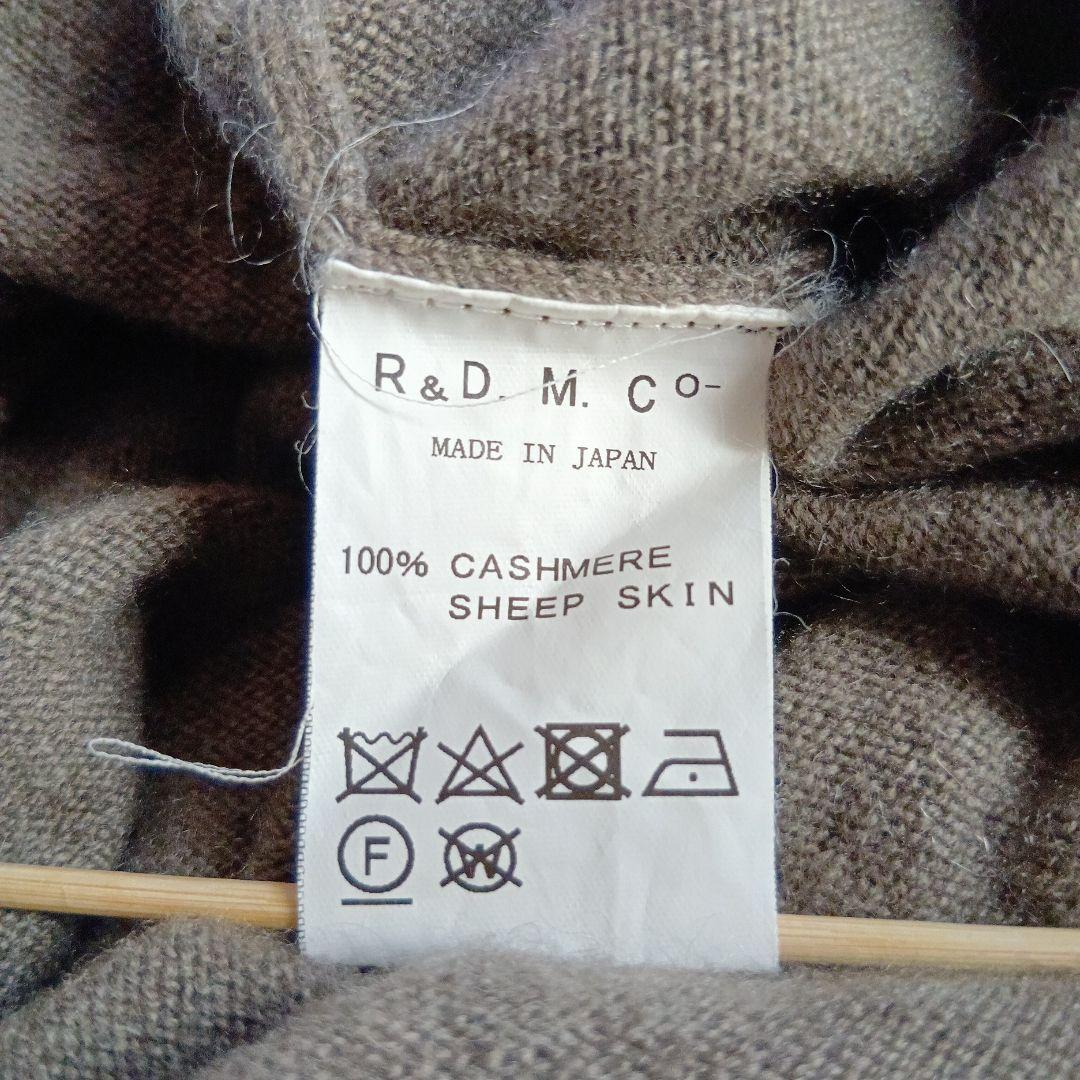 R&D. M. Co-
MADE IN JAPAN
100% CASHMERE
SHEEP SKIN
F
W